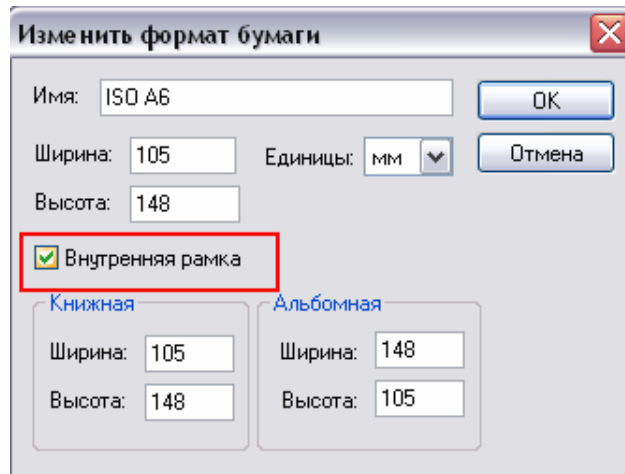 Изменить формат бумаги
Имя: ISO A6 OK
Ширина: 105 Единицы: мм Отмена
Высота: 148
Внутренняя рамка
Книжная Альбомная
Ширина: 105 Ширина: 148
Высота: 148 Высота: 105